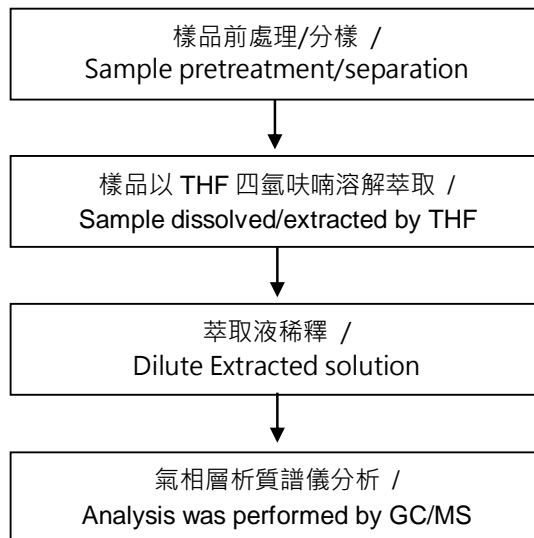 樣品前處理/分樣 /
Sample pretreatment/separation
樣品以 THF 四氫呋喃溶解萃取 /
Sample dissolved/extracted by THF
萃取液稀釋 /
Dilute Extracted solution
氣相層析質譜儀分析 /
Analysis was performed by GC/MS